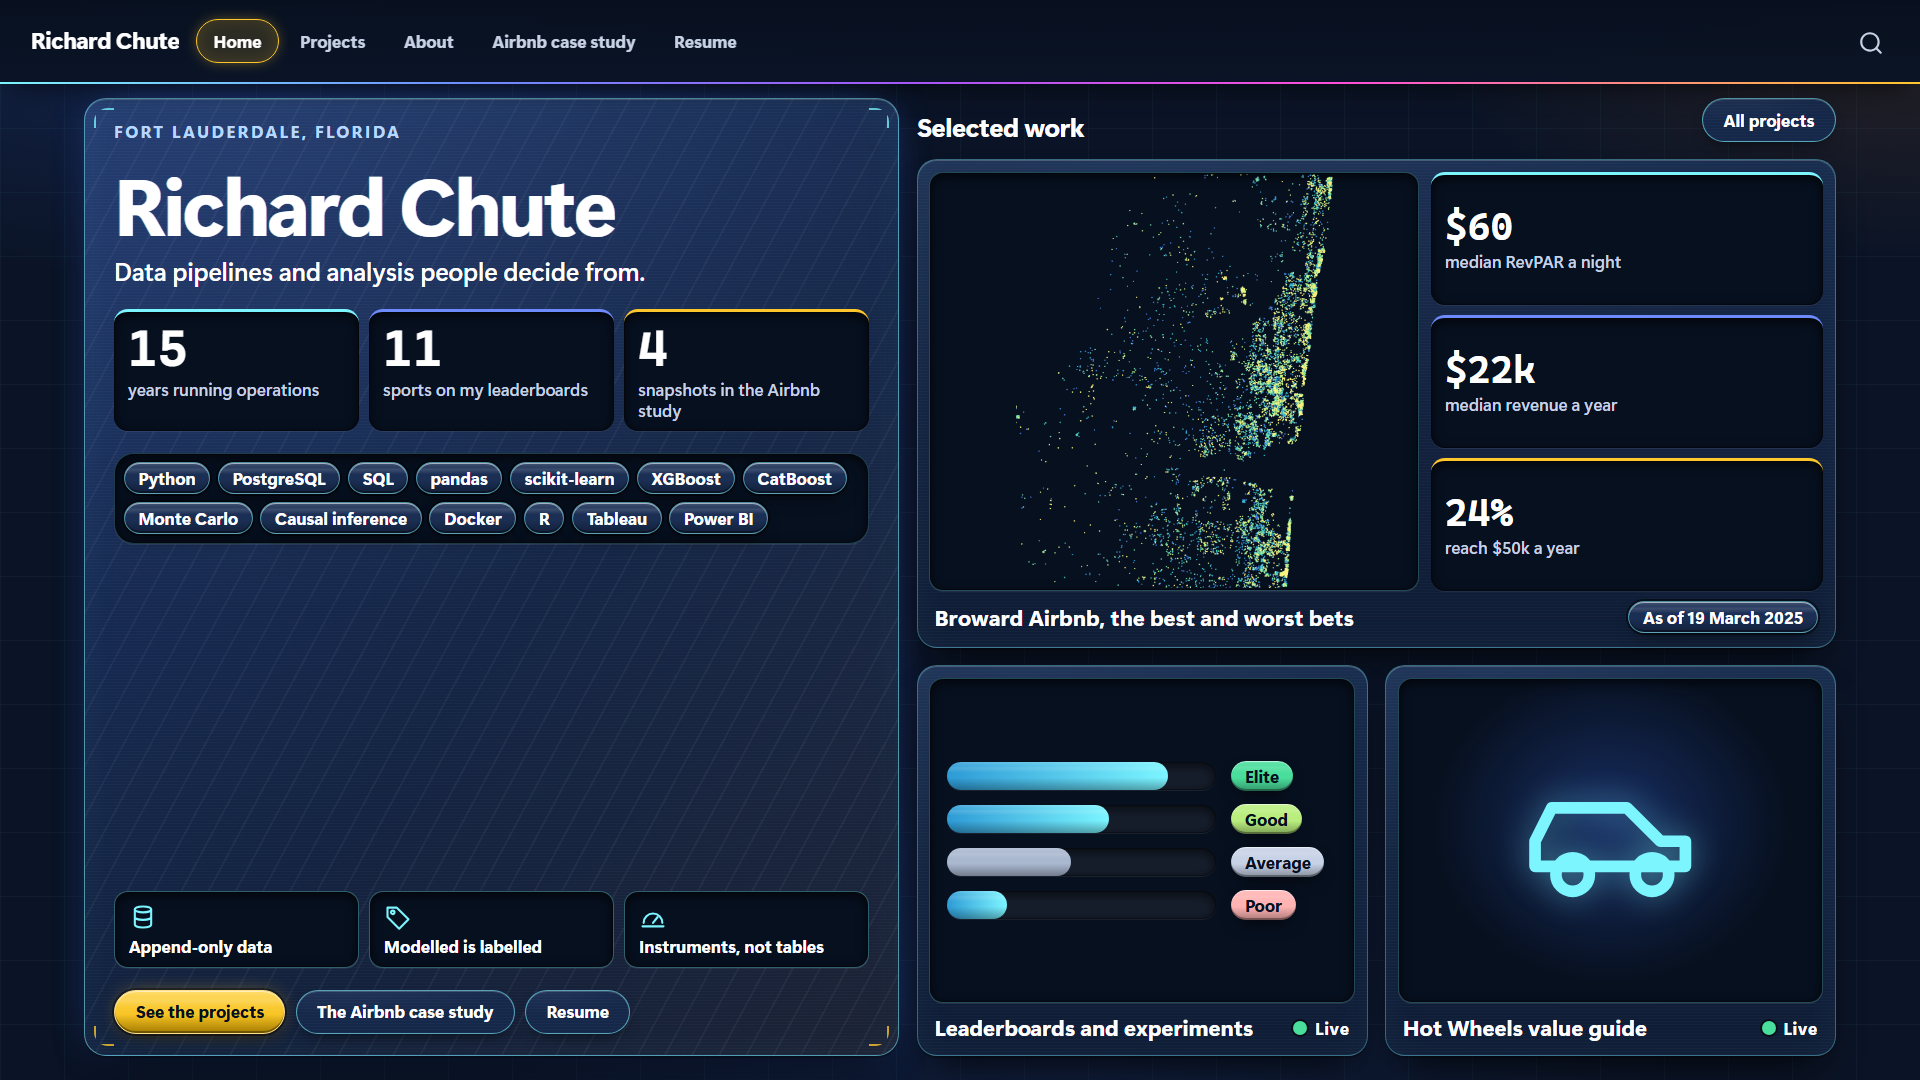 Richard Chute
Home
Projects
About
Airbnb case study
Resume
FORT LAUDERDALE, FLORIDA
Richard Chute
Data pipelines and analysis people decide from.
15
years running operations
11
sports on my leaderboards
4
snapshots in the Airbnb
study
Python
PostgreSQL
SQL
pandas
scikit-learn
XGBoost
CatBoost
Monte Carlo
Causal inference
Docker
R
Tableau
Power BI
Append-only data
Modelled is labelled
Instruments, not tables
See the projects
The Airbnb case study
Resume
Selected work
All projects
$60
median RevPAR a night
$22k
median revenue a year
24%
reach $50k a year
Broward Airbnb, the best and worst bets
As of 19 March 2025
Elite
Good
Average
Poor
Leaderboards and experiments
Live
Hot Wheels value guide
Live